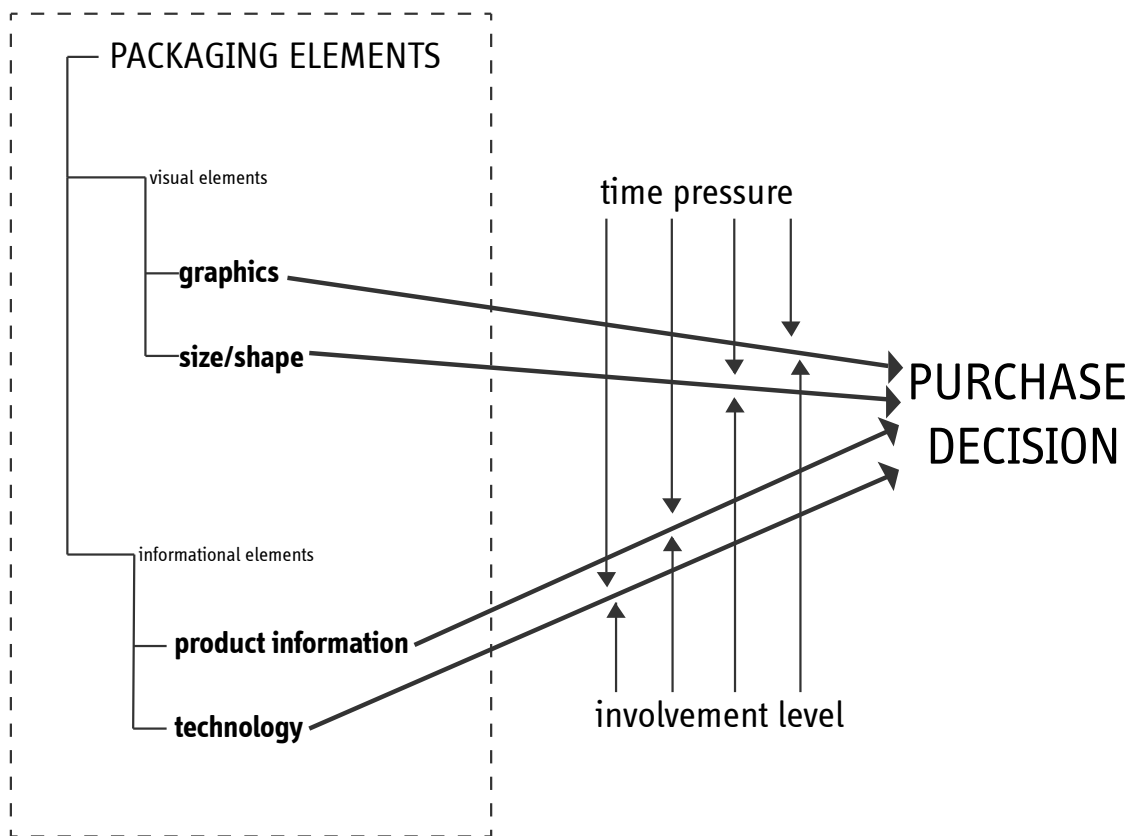 PACKAGING ELEMENTS
visual elements
time pressure
graphics
size/shape
PURCHASE
DECISION
informational elements
product information
technology
involvement level